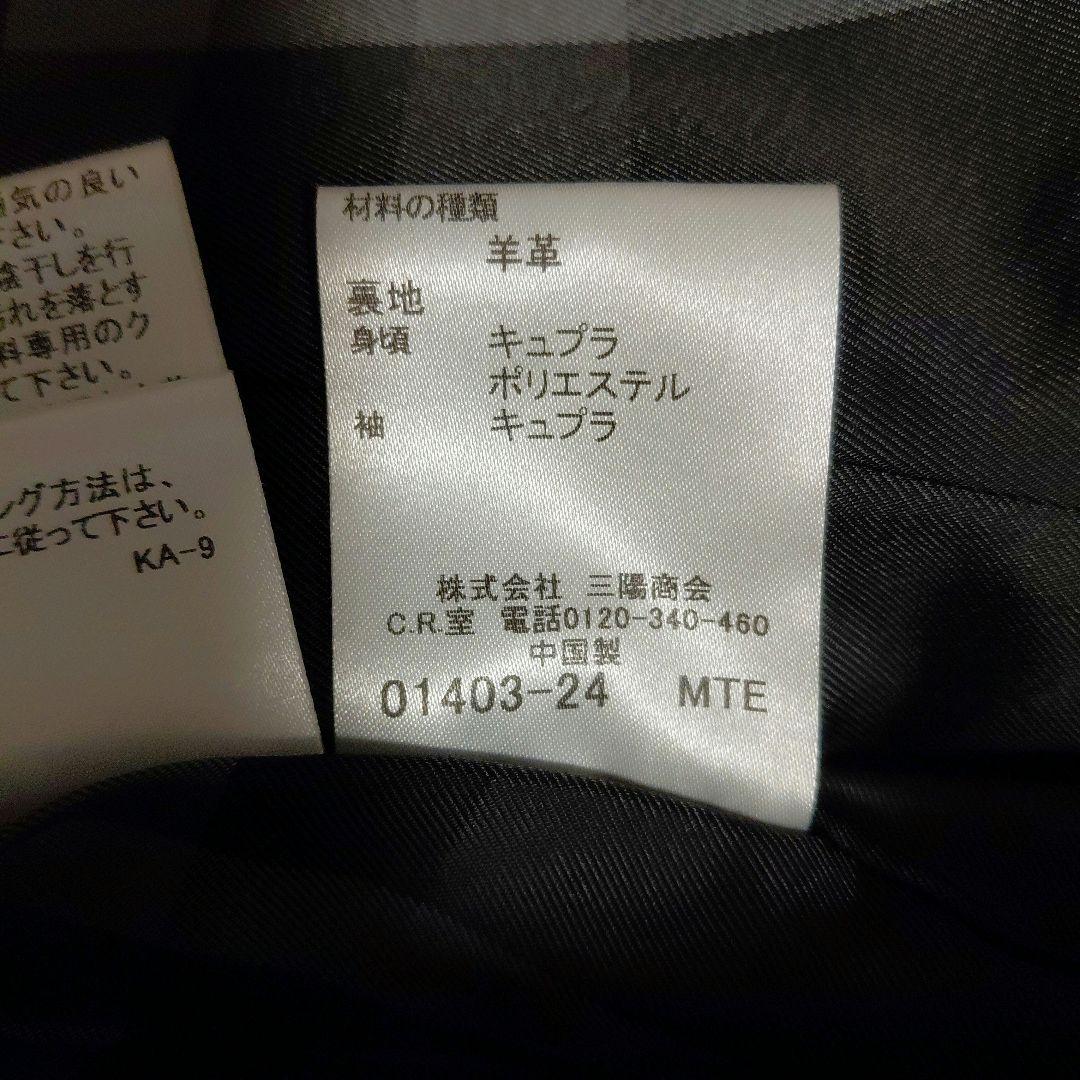 気の良い
さい。
陰干しを行
れを落とす
料専用のク
て下さい。
ング方法は、
に従って下さい。
KA-9
材料の種類
羊革
裏地
身頃 キュプラ
ポリエステル
袖 キュプラ
株式会社 三陽商会
C.R.室 電話0120-340-460
中国製
01403-24 MTE